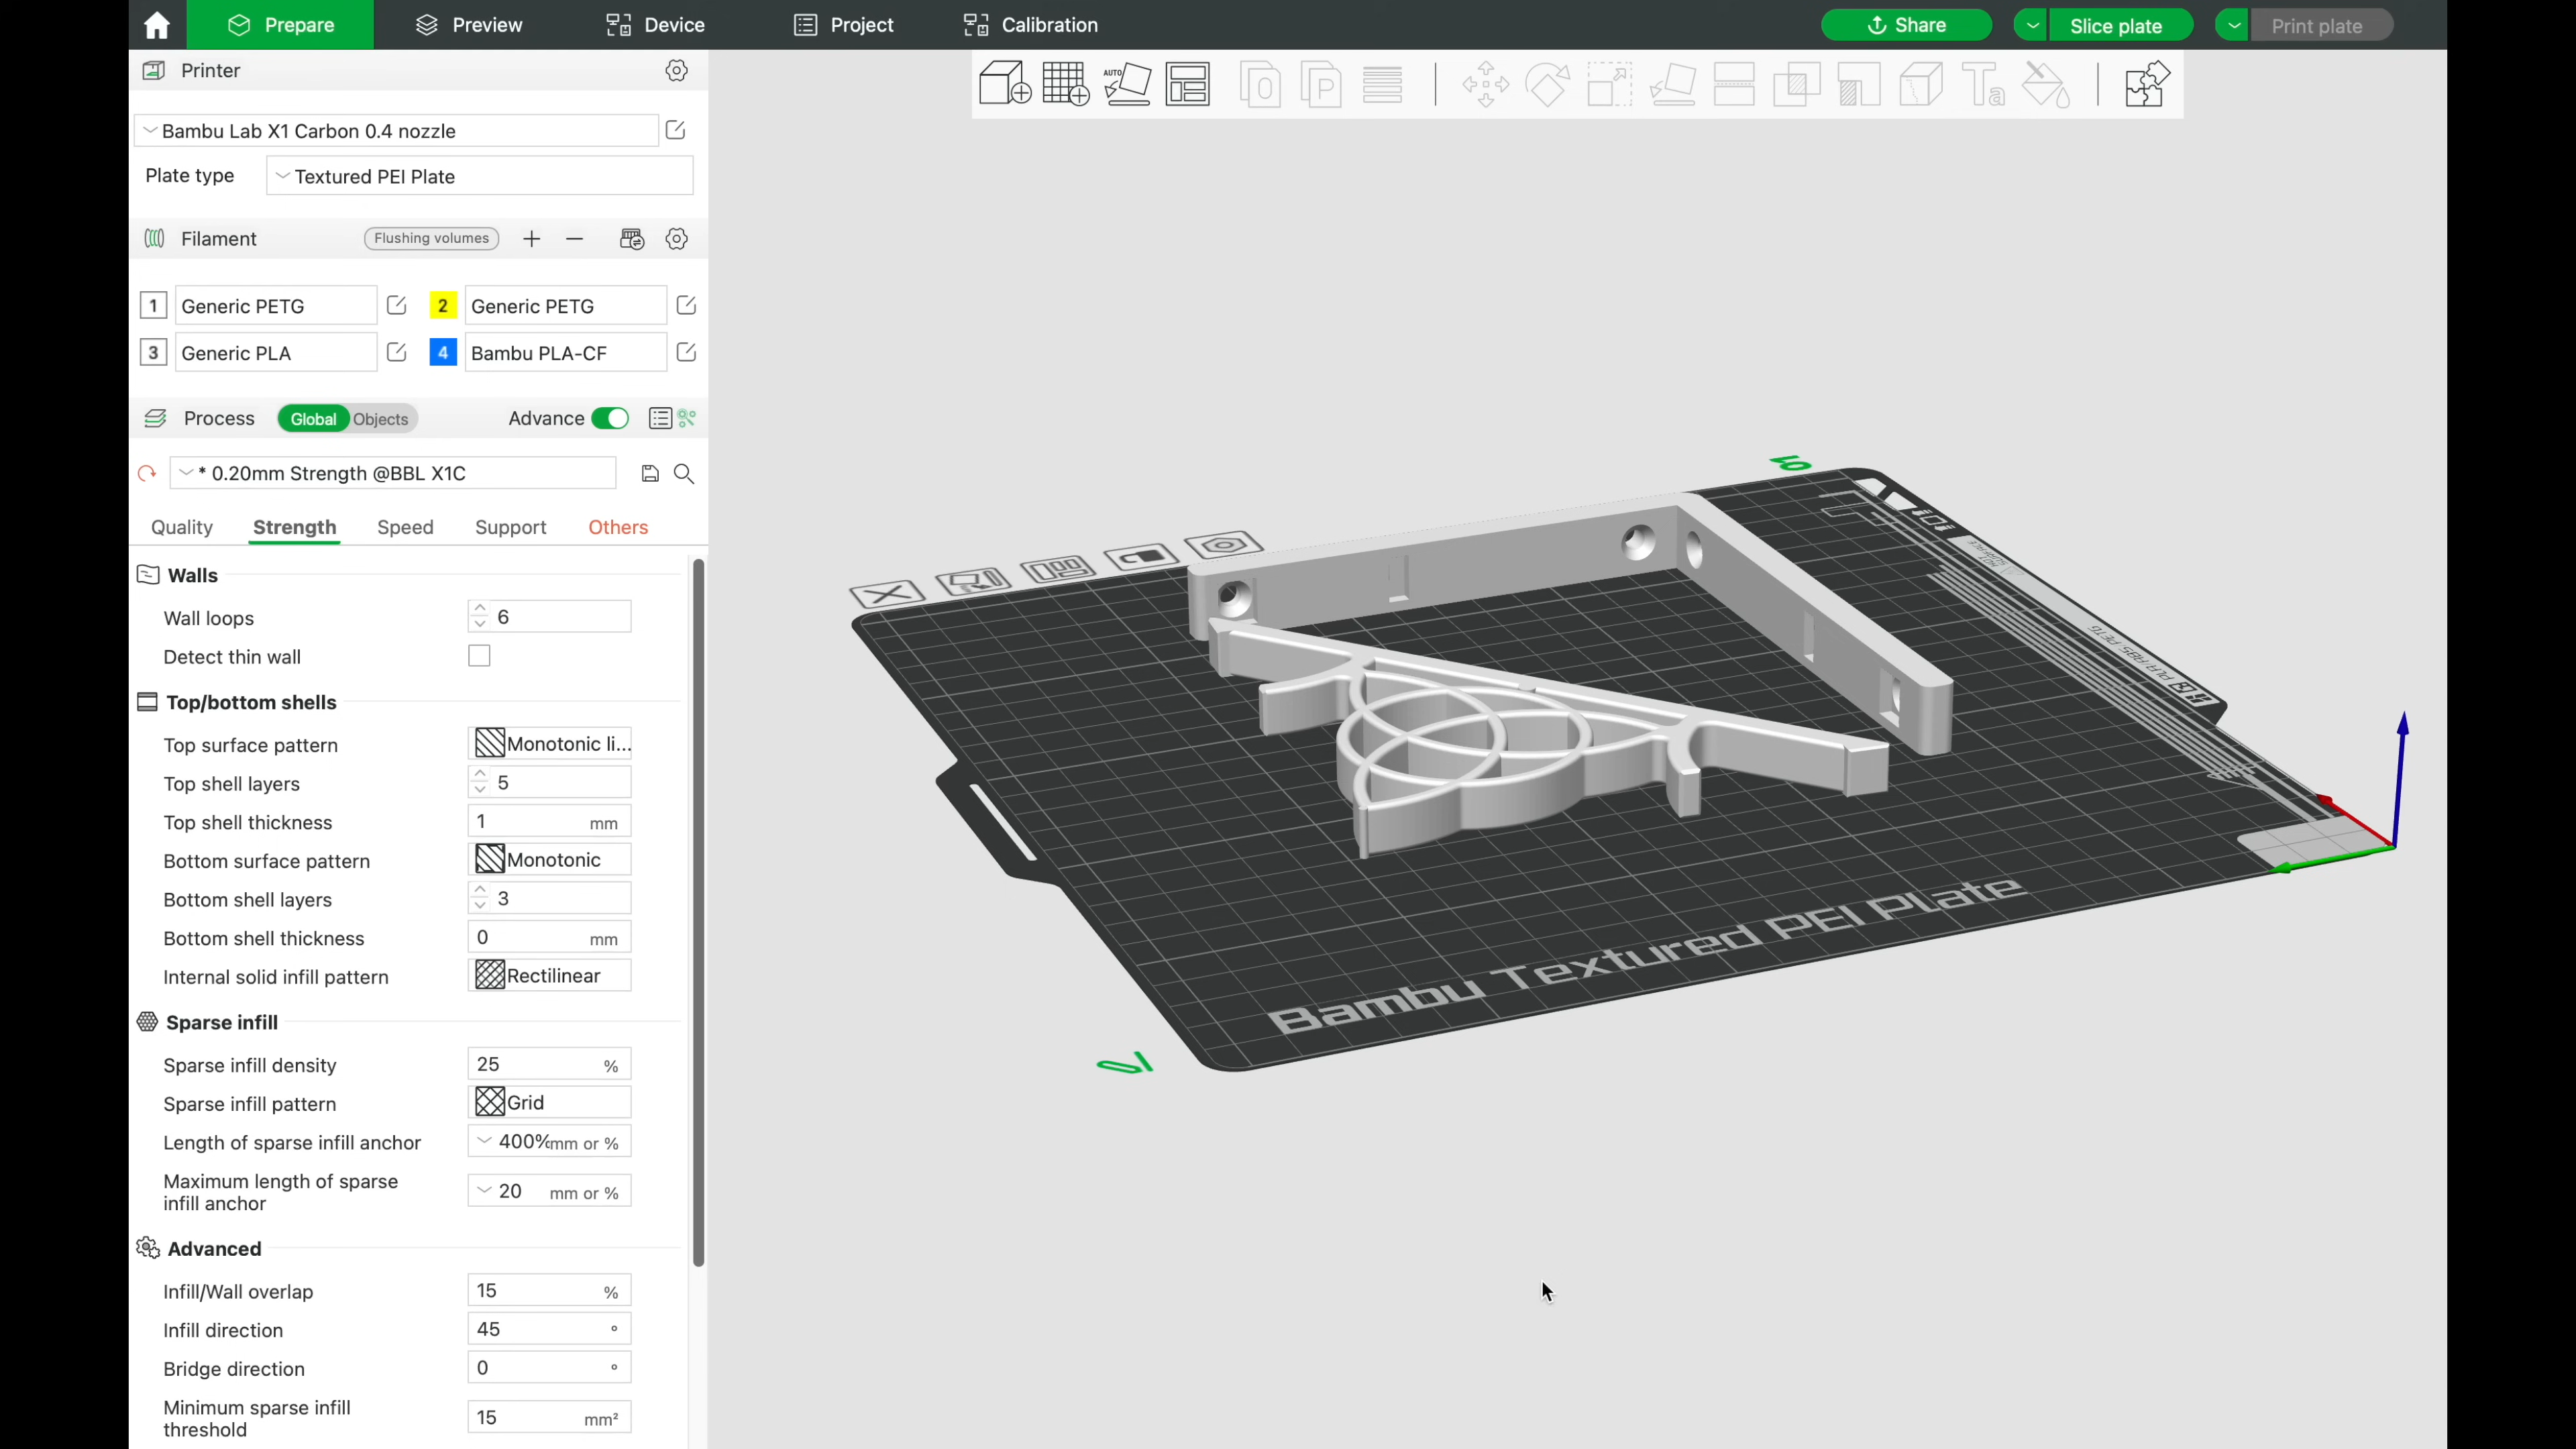 Prepare
Preview
Device
Project
Calibration
Share
Slice plate
Print plate
Printer
Bambu Lab X1 Carbon 0.4 nozzle
Plate type
Textured PEI Plate
Filament
Flushing volumes
1 Generic PETG
2 Generic PETG
3 Generic PLA
4 Bambu PLA-CF
Process
Global Objects
Advance
* 0.20mm Strength @BBL X1C
Quality
Strength
Speed
Support
Others
Walls
Wall loops 6
Detect thin wall
Top/bottom shells
Top surface pattern Monotonic li...
Top shell layers 5
Top shell thickness 1 mm
Bottom surface pattern Monotonic
Bottom shell layers 3
Bottom shell thickness 0 mm
Internal solid infill pattern Rectilinear
Sparse infill
Sparse infill density 25 %
Sparse infill pattern Grid
Length of sparse infill anchor 400% mm or %
Maximum length of sparse
infill anchor 20 mm or %
Advanced
Infill/Wall overlap 15 %
Infill direction 45 °
Bridge direction 0 °
Minimum sparse infill
threshold 15 mm²
AUTO
O
P
Ta
Bambu Textured PEI Plate